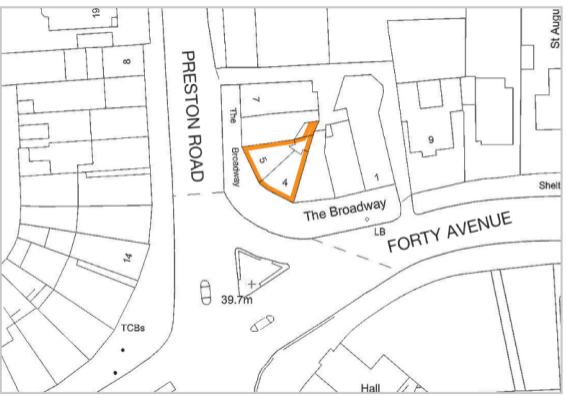 19
8
PRESTON ROAD
7
The Broadway
5
4
1
9
St Augu
Shelt
The Broadway
LB
FORTY AVENUE
14
39.7m
TCBs
Hall